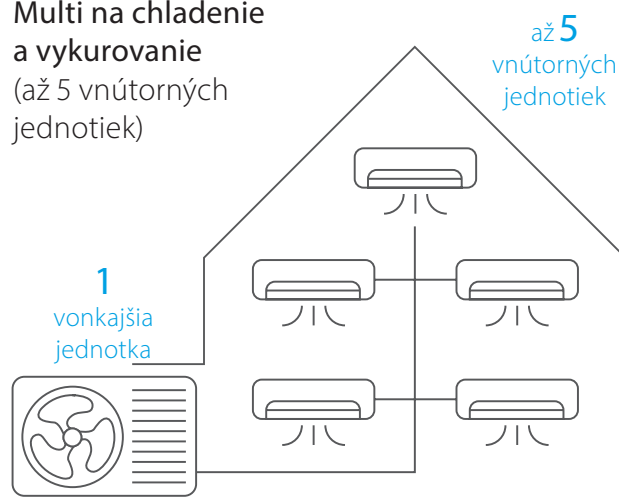 Multi na chladenie
a vykurovanie
(až 5 vnútorných
jednotiek)
až 5
vnútorných
jednotiek
1
vonkajšia
jednotka